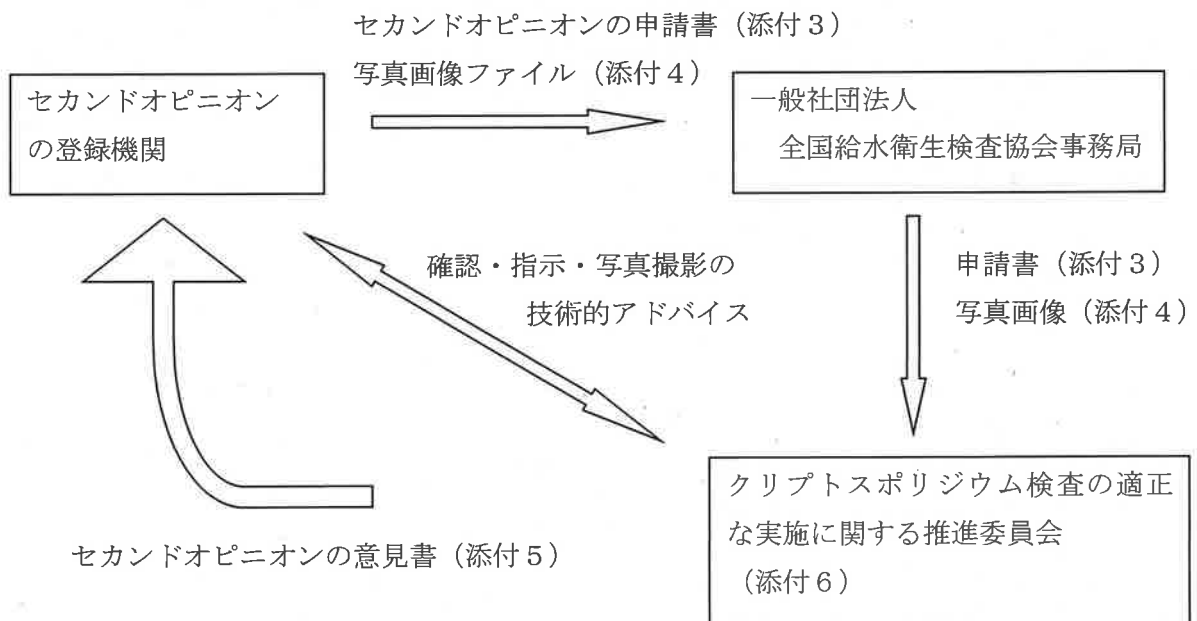 セカンドオピニオンの申請書（添付３）
写真画像ファイル（添付４）
セカンドオピニオン
の登録機関
一般社団法人
全国給水衛生検査協会事務局
確認・指示・写真撮影の
技術的アドバイス
申請書（添付３）
写真画像（添付４）
クリプトスポリジウム検査の適正
な実施に関する推進委員会
（添付６）
セカンドオピニオンの意見書（添付５）